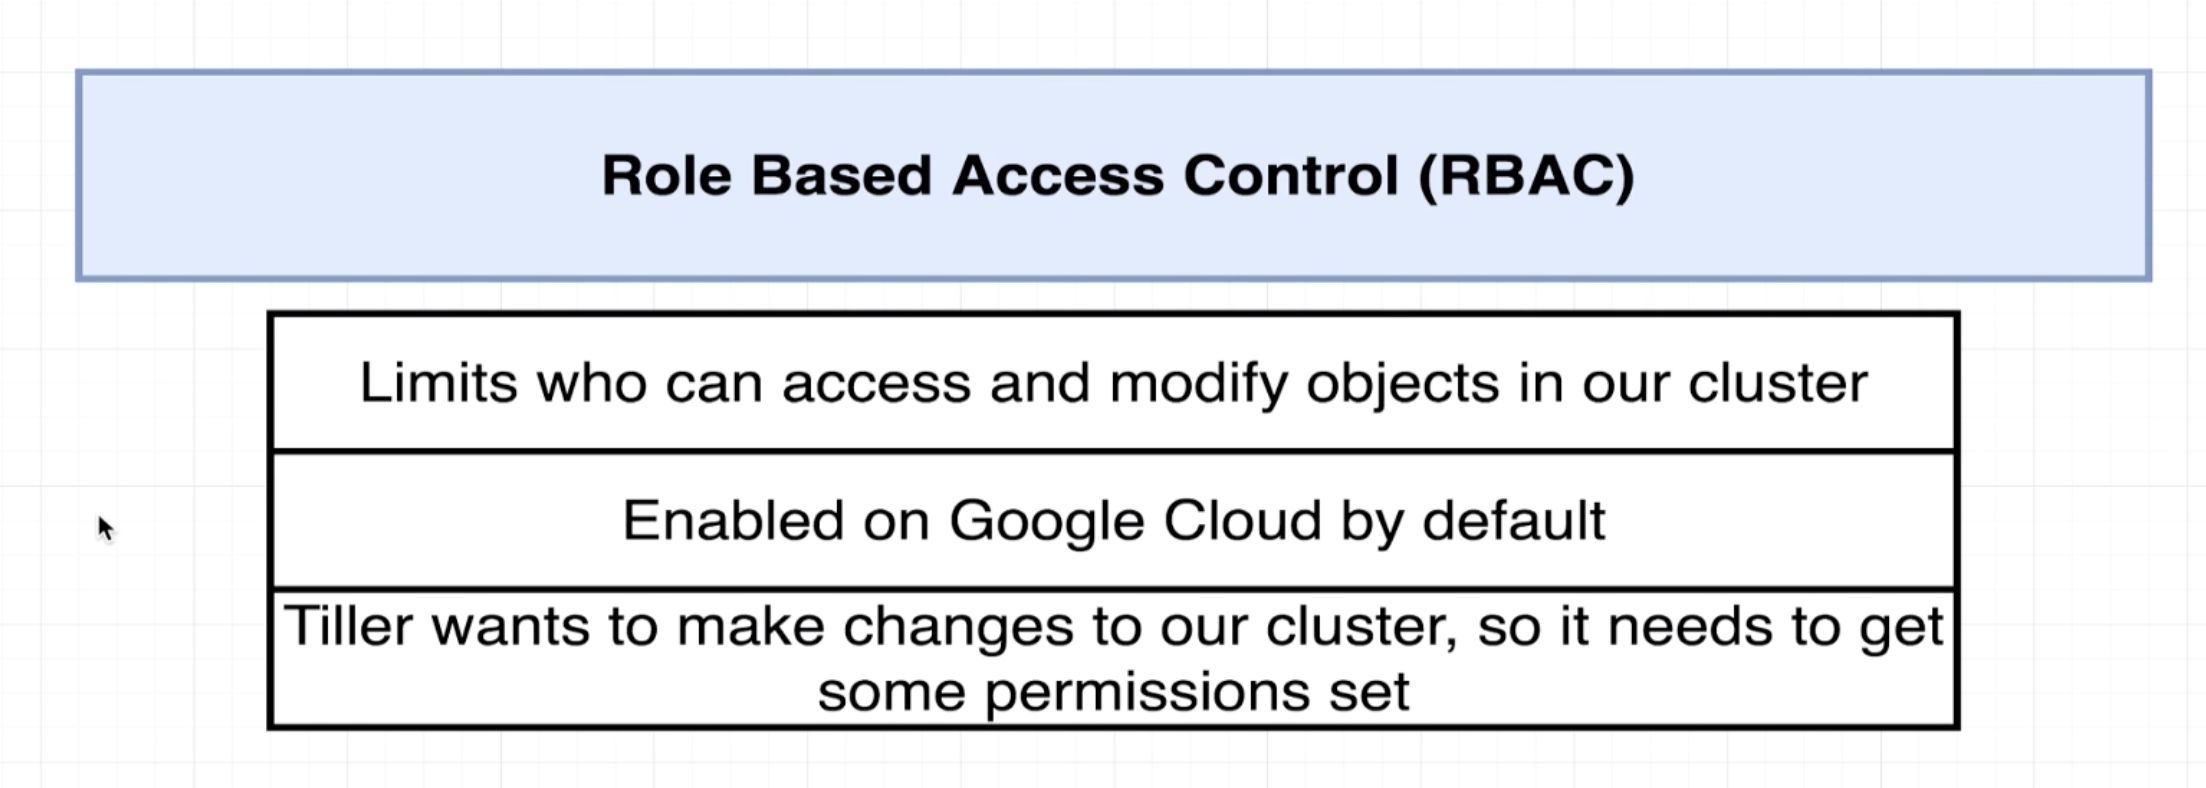 Role Based Access Control (RBAC)
Limits who can access and modify objects in our cluster
Enabled on Google Cloud by default
Tiller wants to make changes to our cluster, so it needs to get
some permissions set